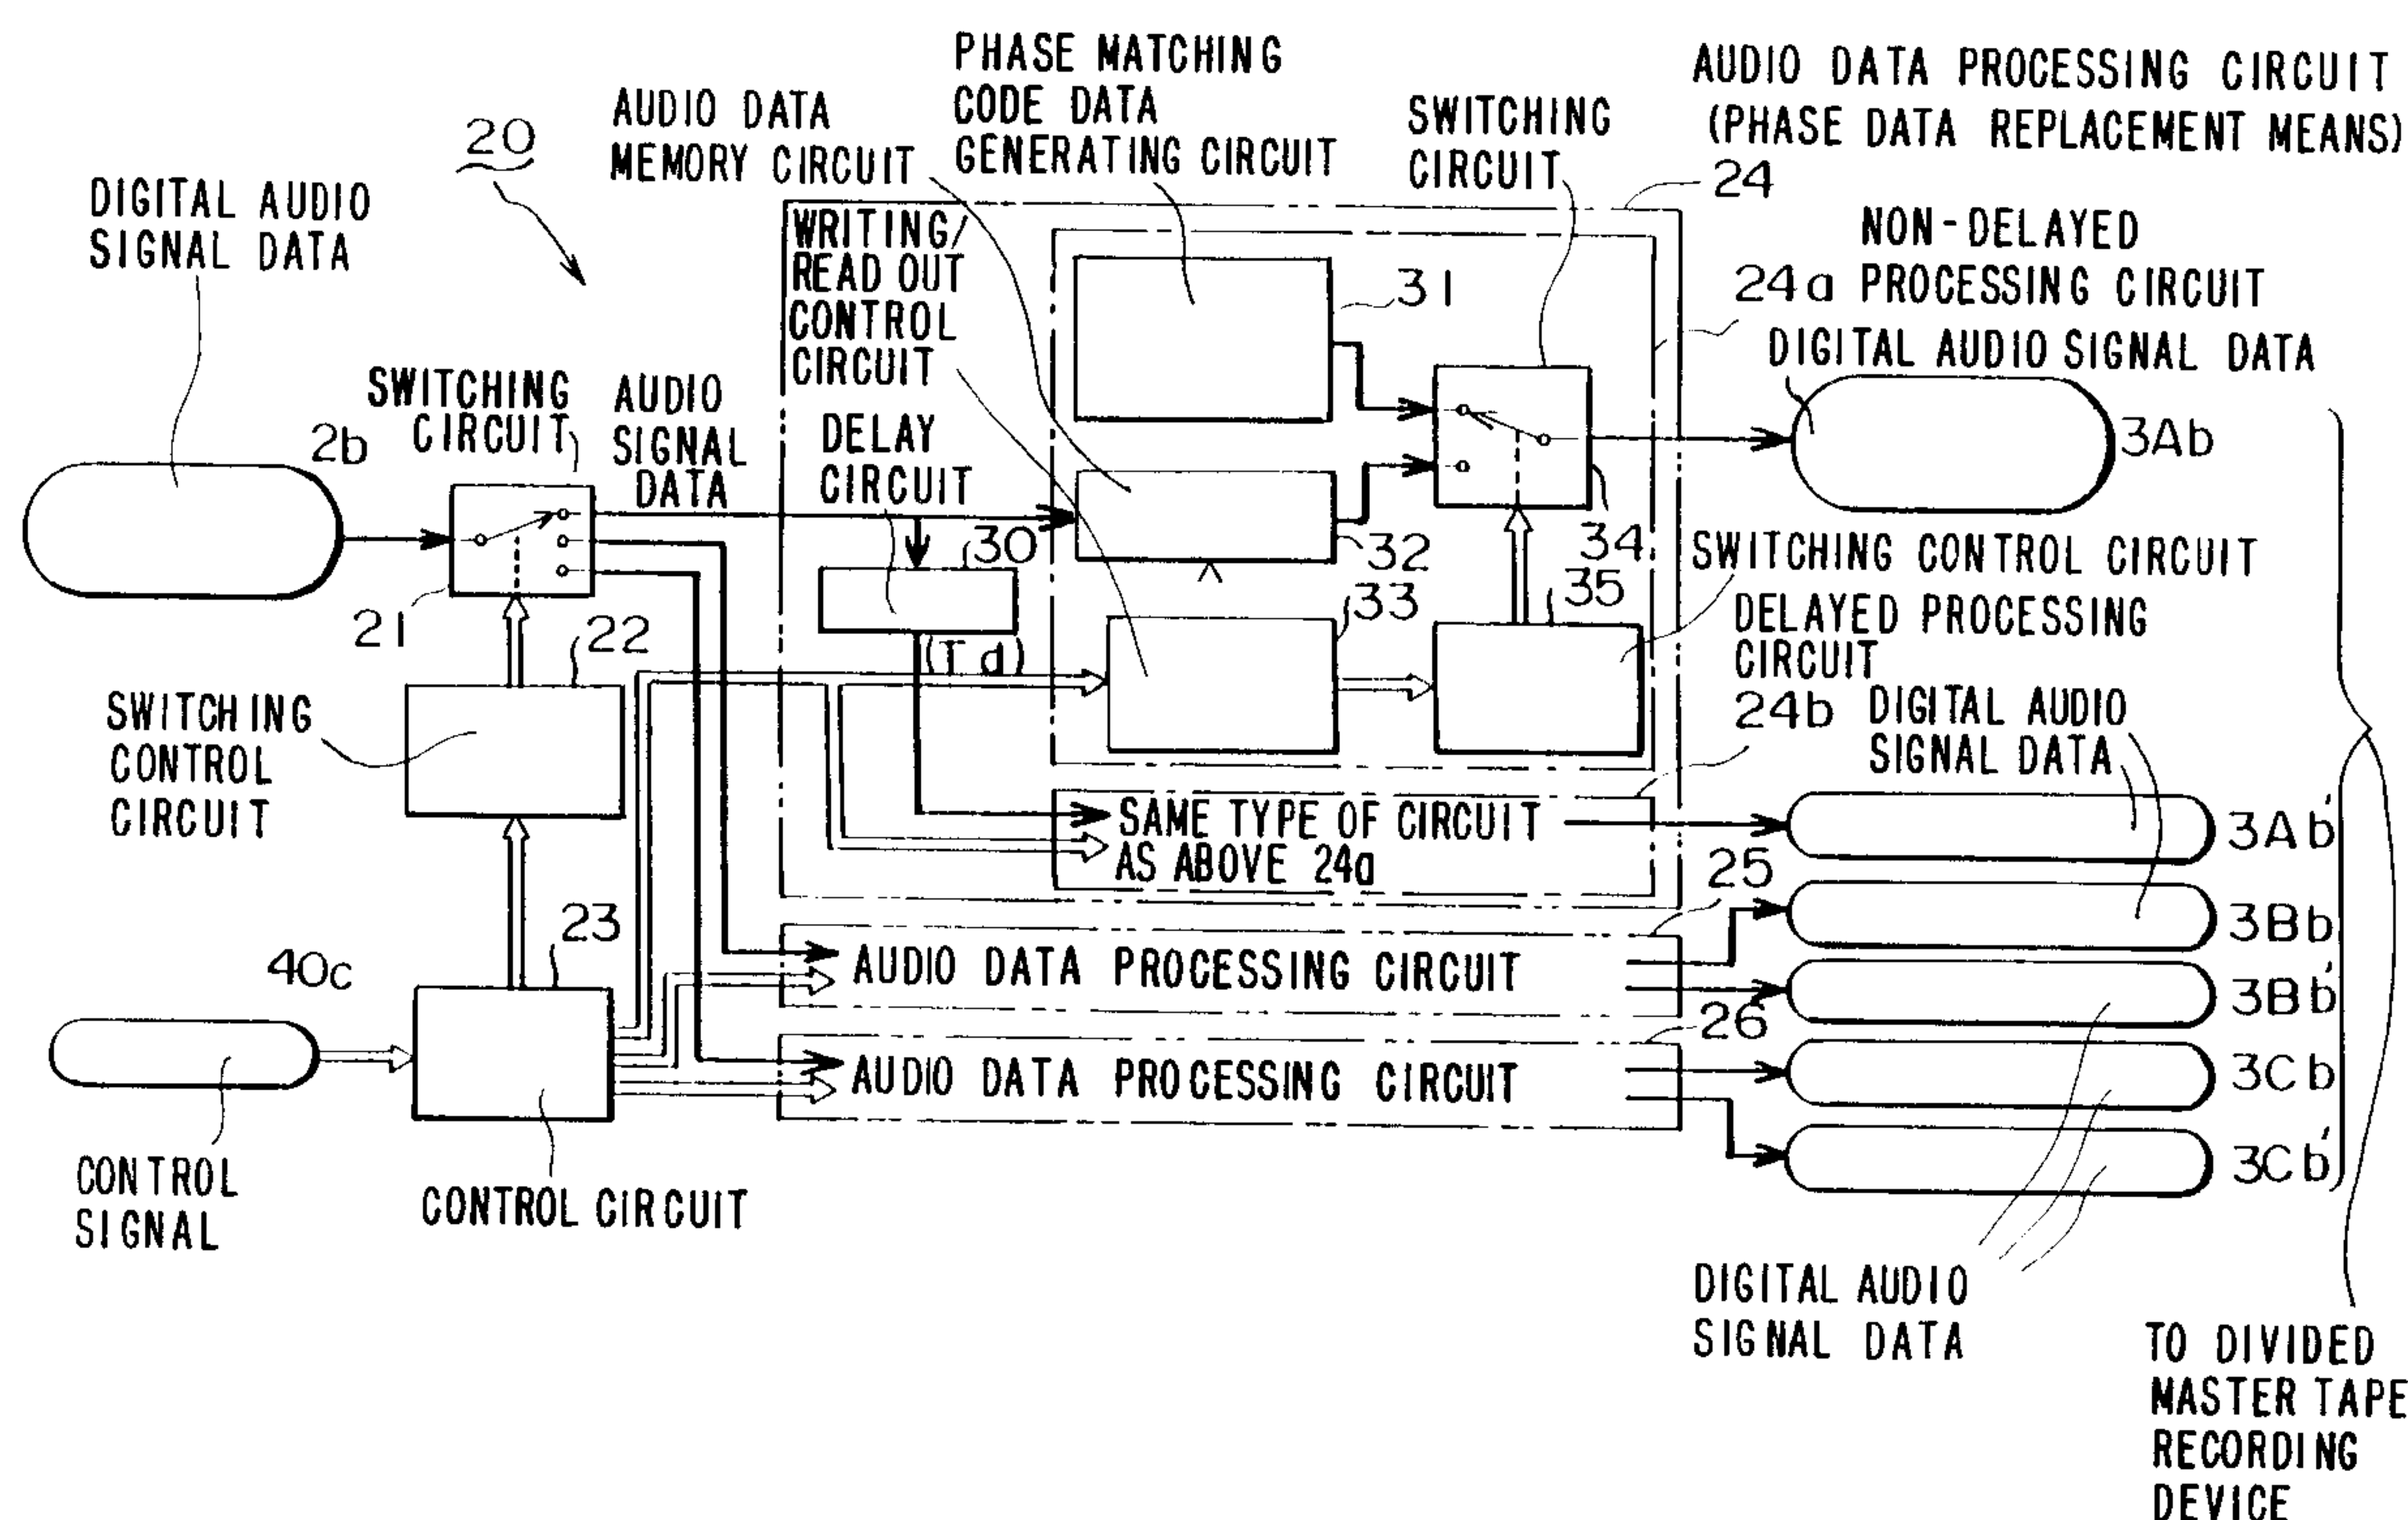 PHASE MATCHING
CODE DATA
GENERATING CIRCUIT
AUDIO DATA
MEMORY CIRCUIT
SWITCHING
CIRCUIT
AUDIO DATA PROCESSING CIRCUIT
(PHASE DATA REPLACEMENT MEANS)
24
20
DIGITAL AUDIO
SIGNAL DATA
WRITING/
READ OUT
CONTROL
CIRCUIT
31
NON-DELAYED
24a PROCESSING CIRCUIT
DIGITAL AUDIO SIGNAL DATA
3Ab
2b
SWITCHING
CIRCUIT
AUDIO
SIGNAL
DATA
DELAY
CIRCUIT
30
32
34
21
22
(Td)
33
35
SWITCHING CONTROL CIRCUIT
DELAYED PROCESSING
CIRCUIT
24b
DIGITAL AUDIO
SIGNAL DATA
SWITCHING
CONTROL
CIRCUIT
SAME TYPE OF CIRCUIT
AS ABOVE 24a
3Ab'
25
3Bb
40c
23
AUDIO DATA PROCESSING CIRCUIT
3Bb'
26
AUDIO DATA PROCESSING CIRCUIT
3Cb
3Cb'
CONTROL
SIGNAL
CONTROL CIRCUIT
DIGITAL AUDIO
SIGNAL DATA
TO DIVIDED
MASTER TAPE
RECORDING
DEVICE